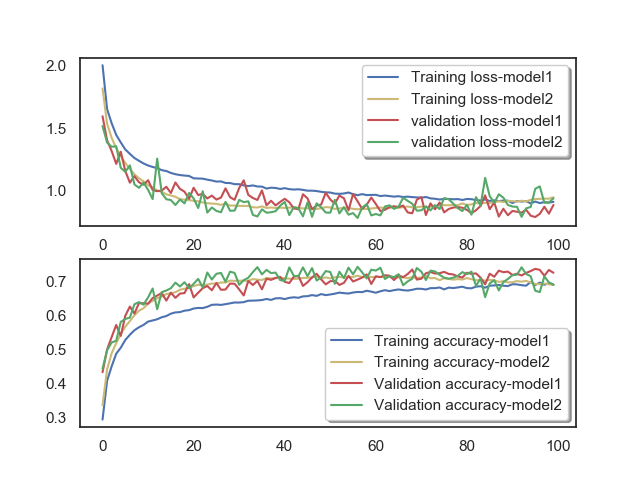 2.0
1.5
1.0
Training loss-model1
Training loss-model2
validation loss-model1
validation loss-model2
0 20 40 60 80 100
0.7
0.6
0.5
0.4
0.3
Training accuracy-model1
Training accuracy-model2
Validation accuracy-model1
Validation accuracy-model2
0 20 40 60 80 100